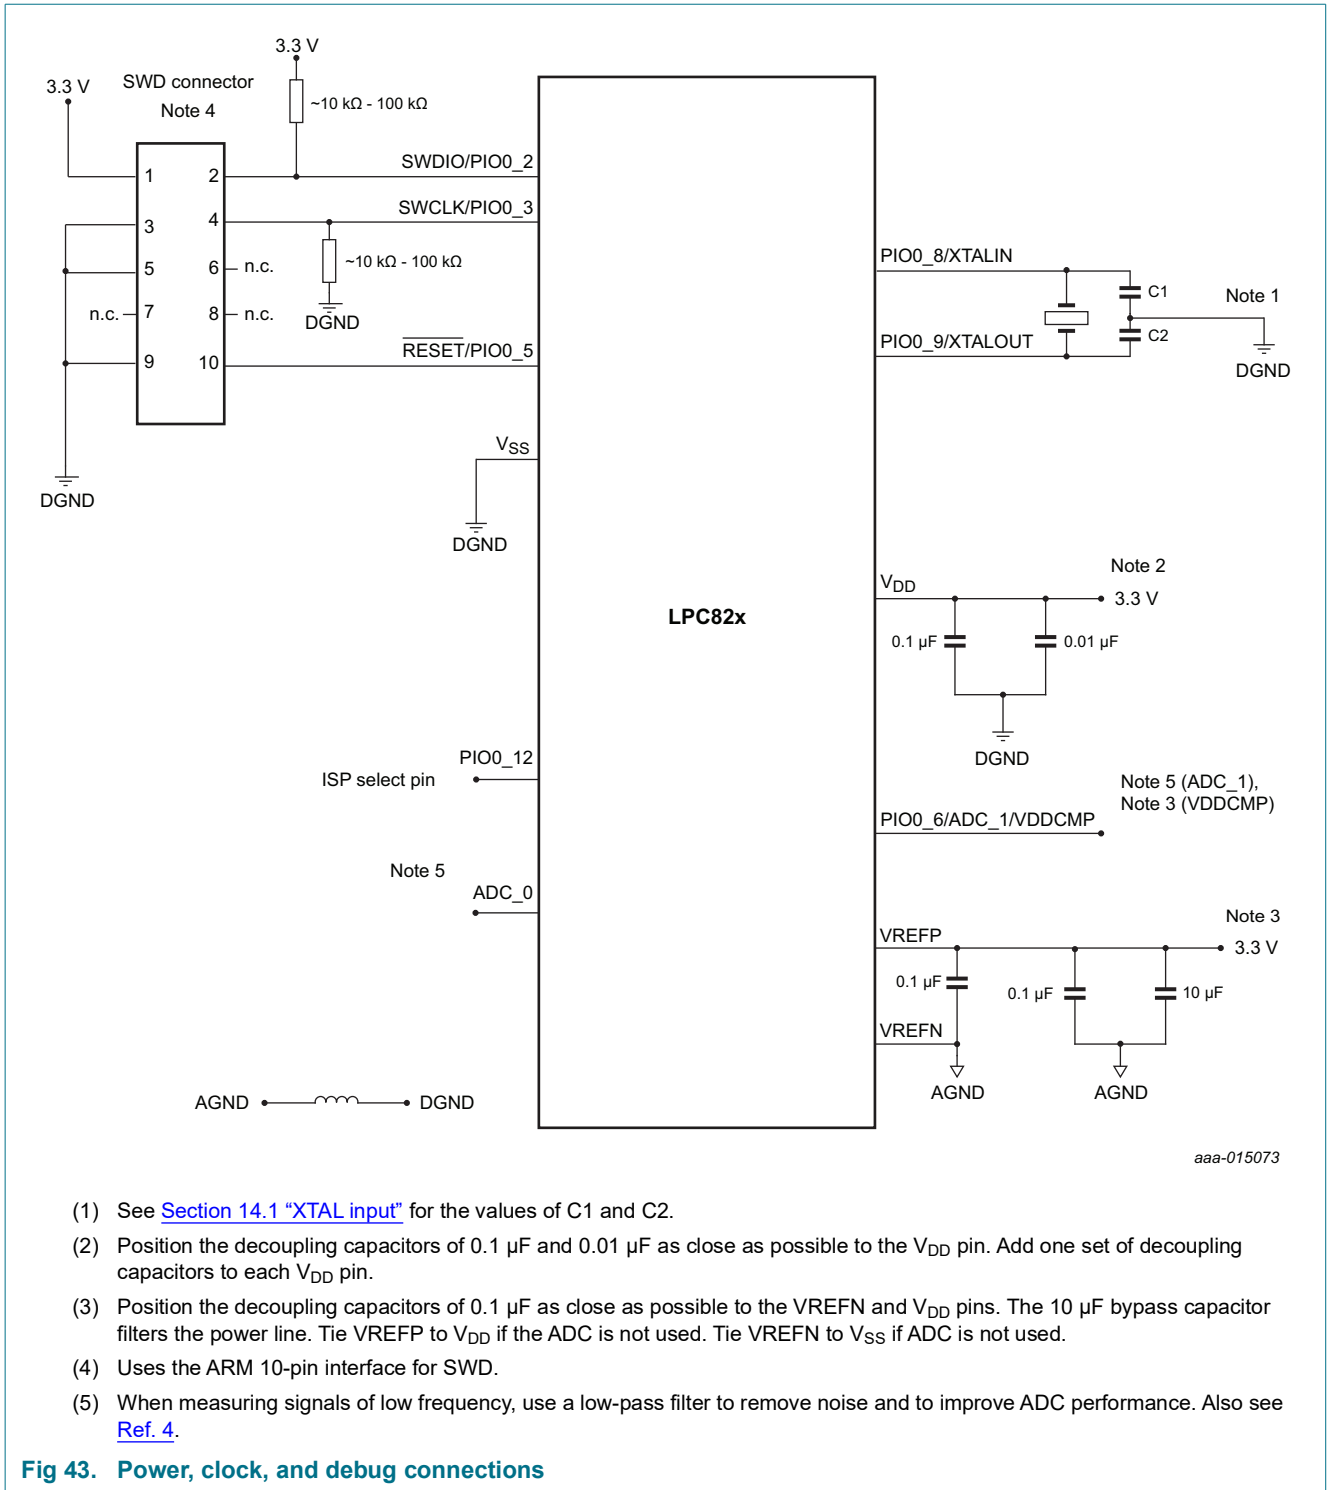 3.3 V
3.3 V
SWD connector
Note 4
~10 kΩ - 100 kΩ
1
2
SWDIO/PIO0_2
3
4
SWCLK/PIO0_3
5
6
n.c.
~10 kΩ - 100 kΩ
n.c.
7
8
n.c.
DGND
9
10
RESET/PIO0_5
DGND
VSS
DGND
PIO0_8/XTALIN
C1
Note 1
PIO0_9/XTALOUT
C2
DGND
LPC82x
VDD
Note 2
3.3 V
0.1 µF
0.01 µF
DGND
ISP select pin
PIO0_12
Note 5 (ADC_1),
Note 3 (VDDCMP)
PIO0_6/ADC_1/VDDCMP
Note 5
ADC_0
Note 3
VREFP
3.3 V
0.1 µF
0.1 µF
10 µF
VREFN
AGND
AGND
AGND
DGND
aaa-015073
(1) See Section 14.1 “XTAL input” for the values of C1 and C2.
(2) Position the decoupling capacitors of 0.1 µF and 0.01 µF as close as possible to the VDD pin. Add one set of decoupling
capacitors to each VDD pin.
(3) Position the decoupling capacitors of 0.1 µF as close as possible to the VREFN and VDD pins. The 10 µF bypass capacitor
filters the power line. Tie VREFP to VDD if the ADC is not used. Tie VREFN to VSS if ADC is not used.
(4) Uses the ARM 10-pin interface for SWD.
(5) When measuring signals of low frequency, use a low-pass filter to remove noise and to improve ADC performance. Also see
Ref. 4.
Fig 43. Power, clock, and debug connections